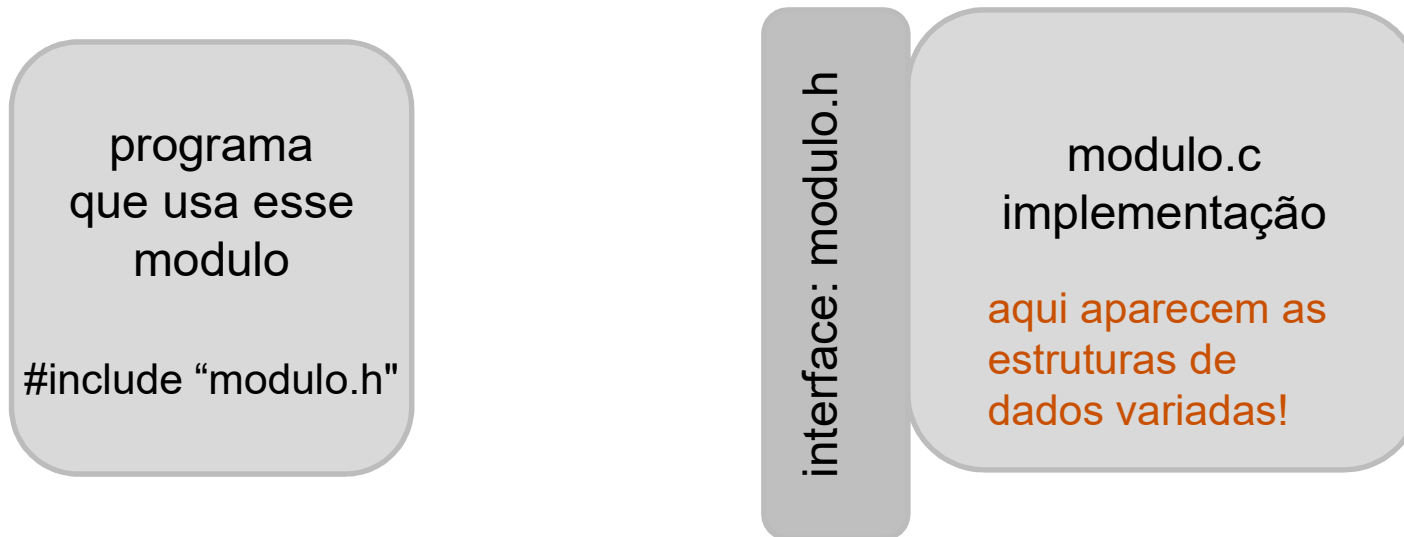 programa
que usa esse
modulo
#include “modulo.h"
interface: modulo.h
modulo.c
implementação
aqui aparecem as
estruturas de
dados variadas!